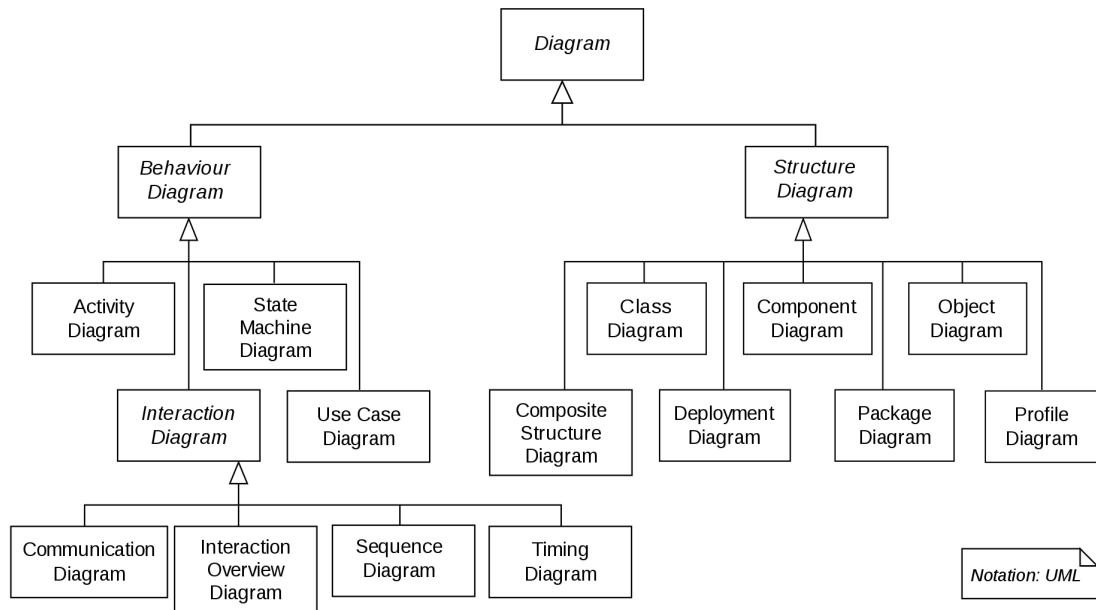 Diagram
Behaviour
Diagram
Structure
Diagram
Activity
Diagram
State
Machine
Diagram
Class
Diagram
Component
Diagram
Object
Diagram
Interaction
Diagram
Use Case
Diagram
Composite
Structure
Diagram
Deployment
Diagram
Package
Diagram
Profile
Diagram
Communication
Diagram
Interaction
Overview
Diagram
Sequence
Diagram
Timing
Diagram
Notation: UML